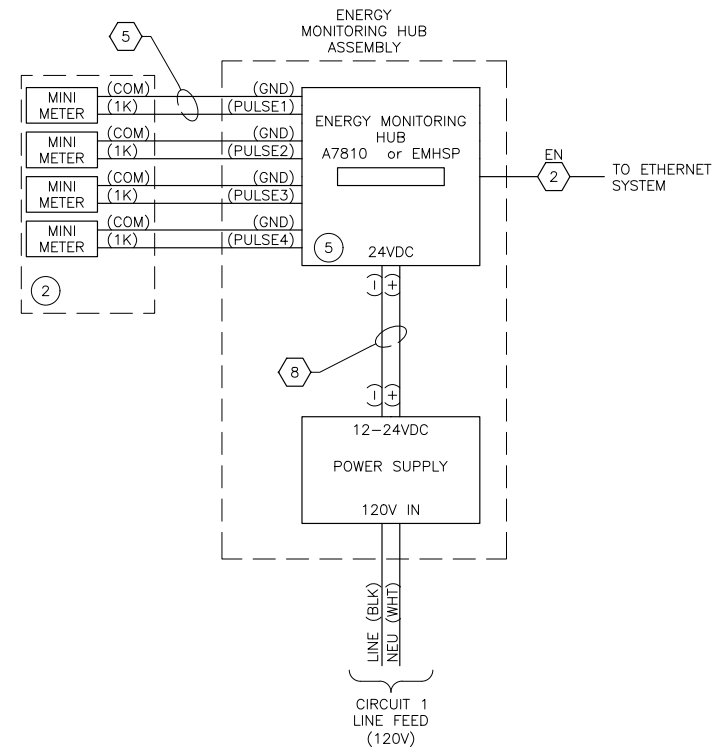 ENERGY
MONITORING HUB
ASSEMBLY
5
MINI
METER
(COM)
(1K)
(GND)
(PULSE1)
MINI
METER
(COM)
(1K)
(GND)
(PULSE2)
MINI
METER
(COM)
(1K)
(GND)
(PULSE3)
MINI
METER
(COM)
(1K)
(GND)
(PULSE4)
2
ENERGY MONITORING
HUB
A7810 or EMHSP
5
24VDC
EN
2
TO ETHERNET
SYSTEM
(-)
(+)
8
(-)
(+)
12-24VDC
POWER SUPPLY
120V IN
LINE (BLK)
NEU (WHT)
CIRCUIT 1
LINE FEED
(120V)